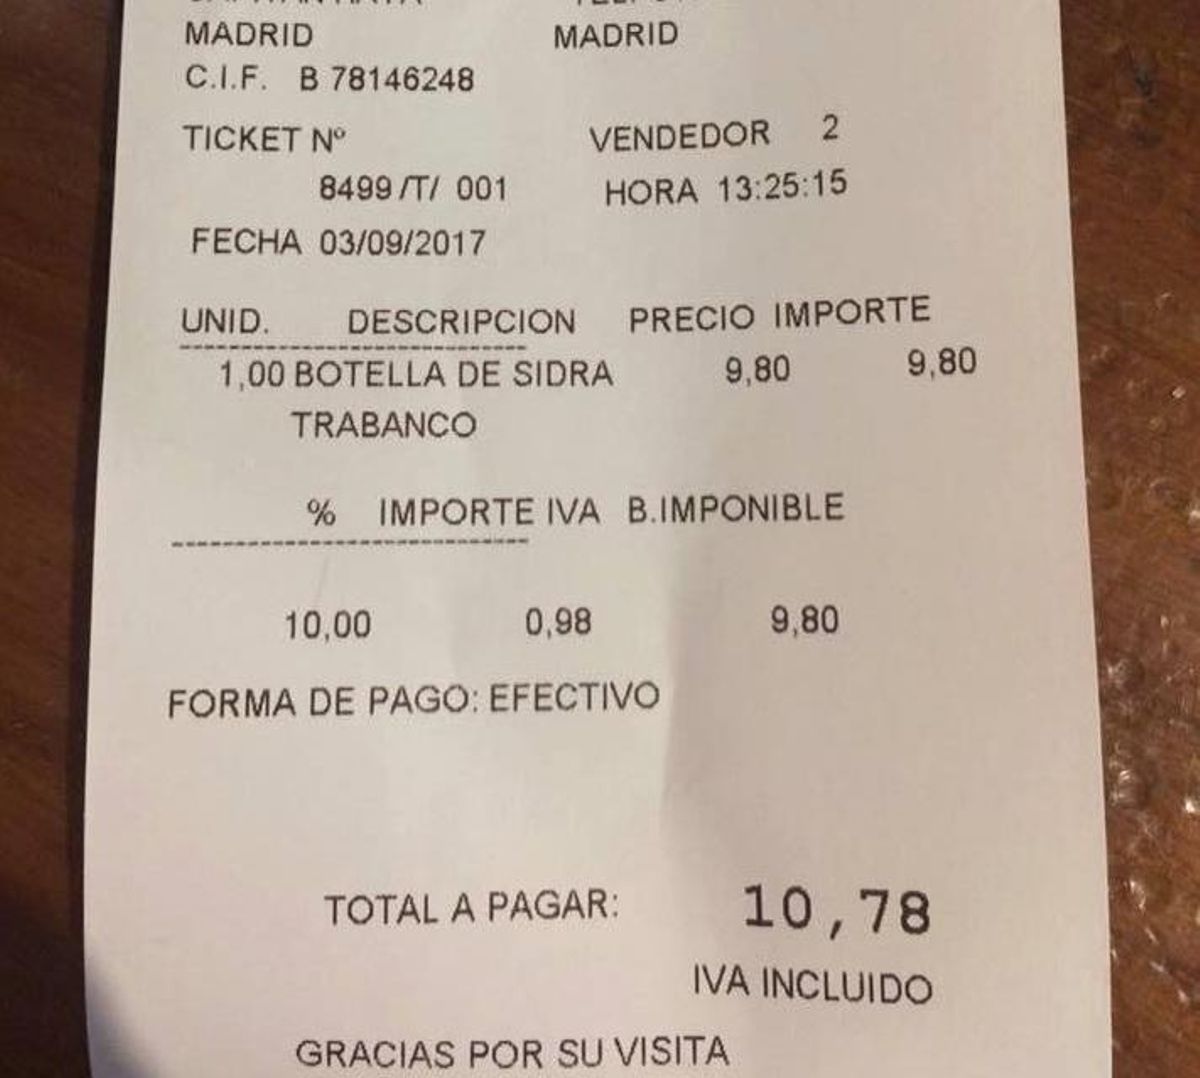 MADRID MADRID
C.I.F. B 78146248
TICKET Nº VENDEDOR 2
8499 /T/ 001 HORA 13:25:15
FECHA 03/09/2017
UNID. DESCRIPCION PRECIO IMPORTE
1,00 BOTELLA DE SIDRA 9,80 9,80
TRABANCO
% IMPORTE IVA B.IMPONIBLE
10,00 0,98 9,80
FORMA DE PAGO: EFECTIVO
TOTAL A PAGAR: 10,78
IVA INCLUIDO
GRACIAS POR SU VISITA